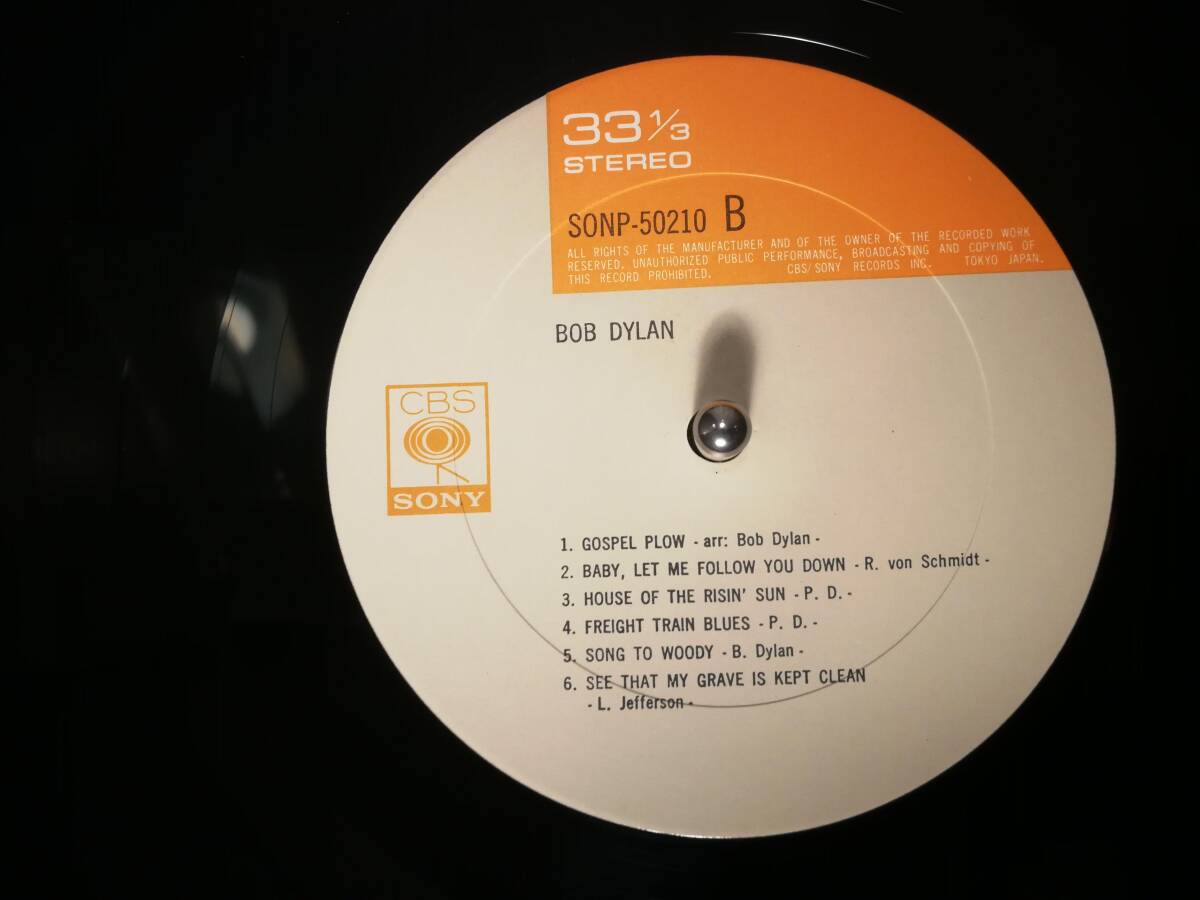 33 1/3
STEREO
SONP-50210 B
ALL RIGHTS OF THE MANUFACTURER AND OF THE OWNER OF THE RECORDED WORK
RESERVED. UNAUTHORIZED PUBLIC PERFORMANCE, BROADCASTING AND COPYING OF
THIS RECORD PROHIBITED. CBS/SONY RECORDS INC. TOKYO JAPAN.
BOB DYLAN
CBS
SONY
1. GOSPEL PLOW - arr: Bob Dylan -
2. BABY, LET ME FOLLOW YOU DOWN - R. von Schmidt -
3. HOUSE OF THE RISIN' SUN - P. D. -
4. FREIGHT TRAIN BLUES - P. D. -
5. SONG TO WOODY - B. Dylan -
6. SEE THAT MY GRAVE IS KEPT CLEAN
- L. Jefferson -